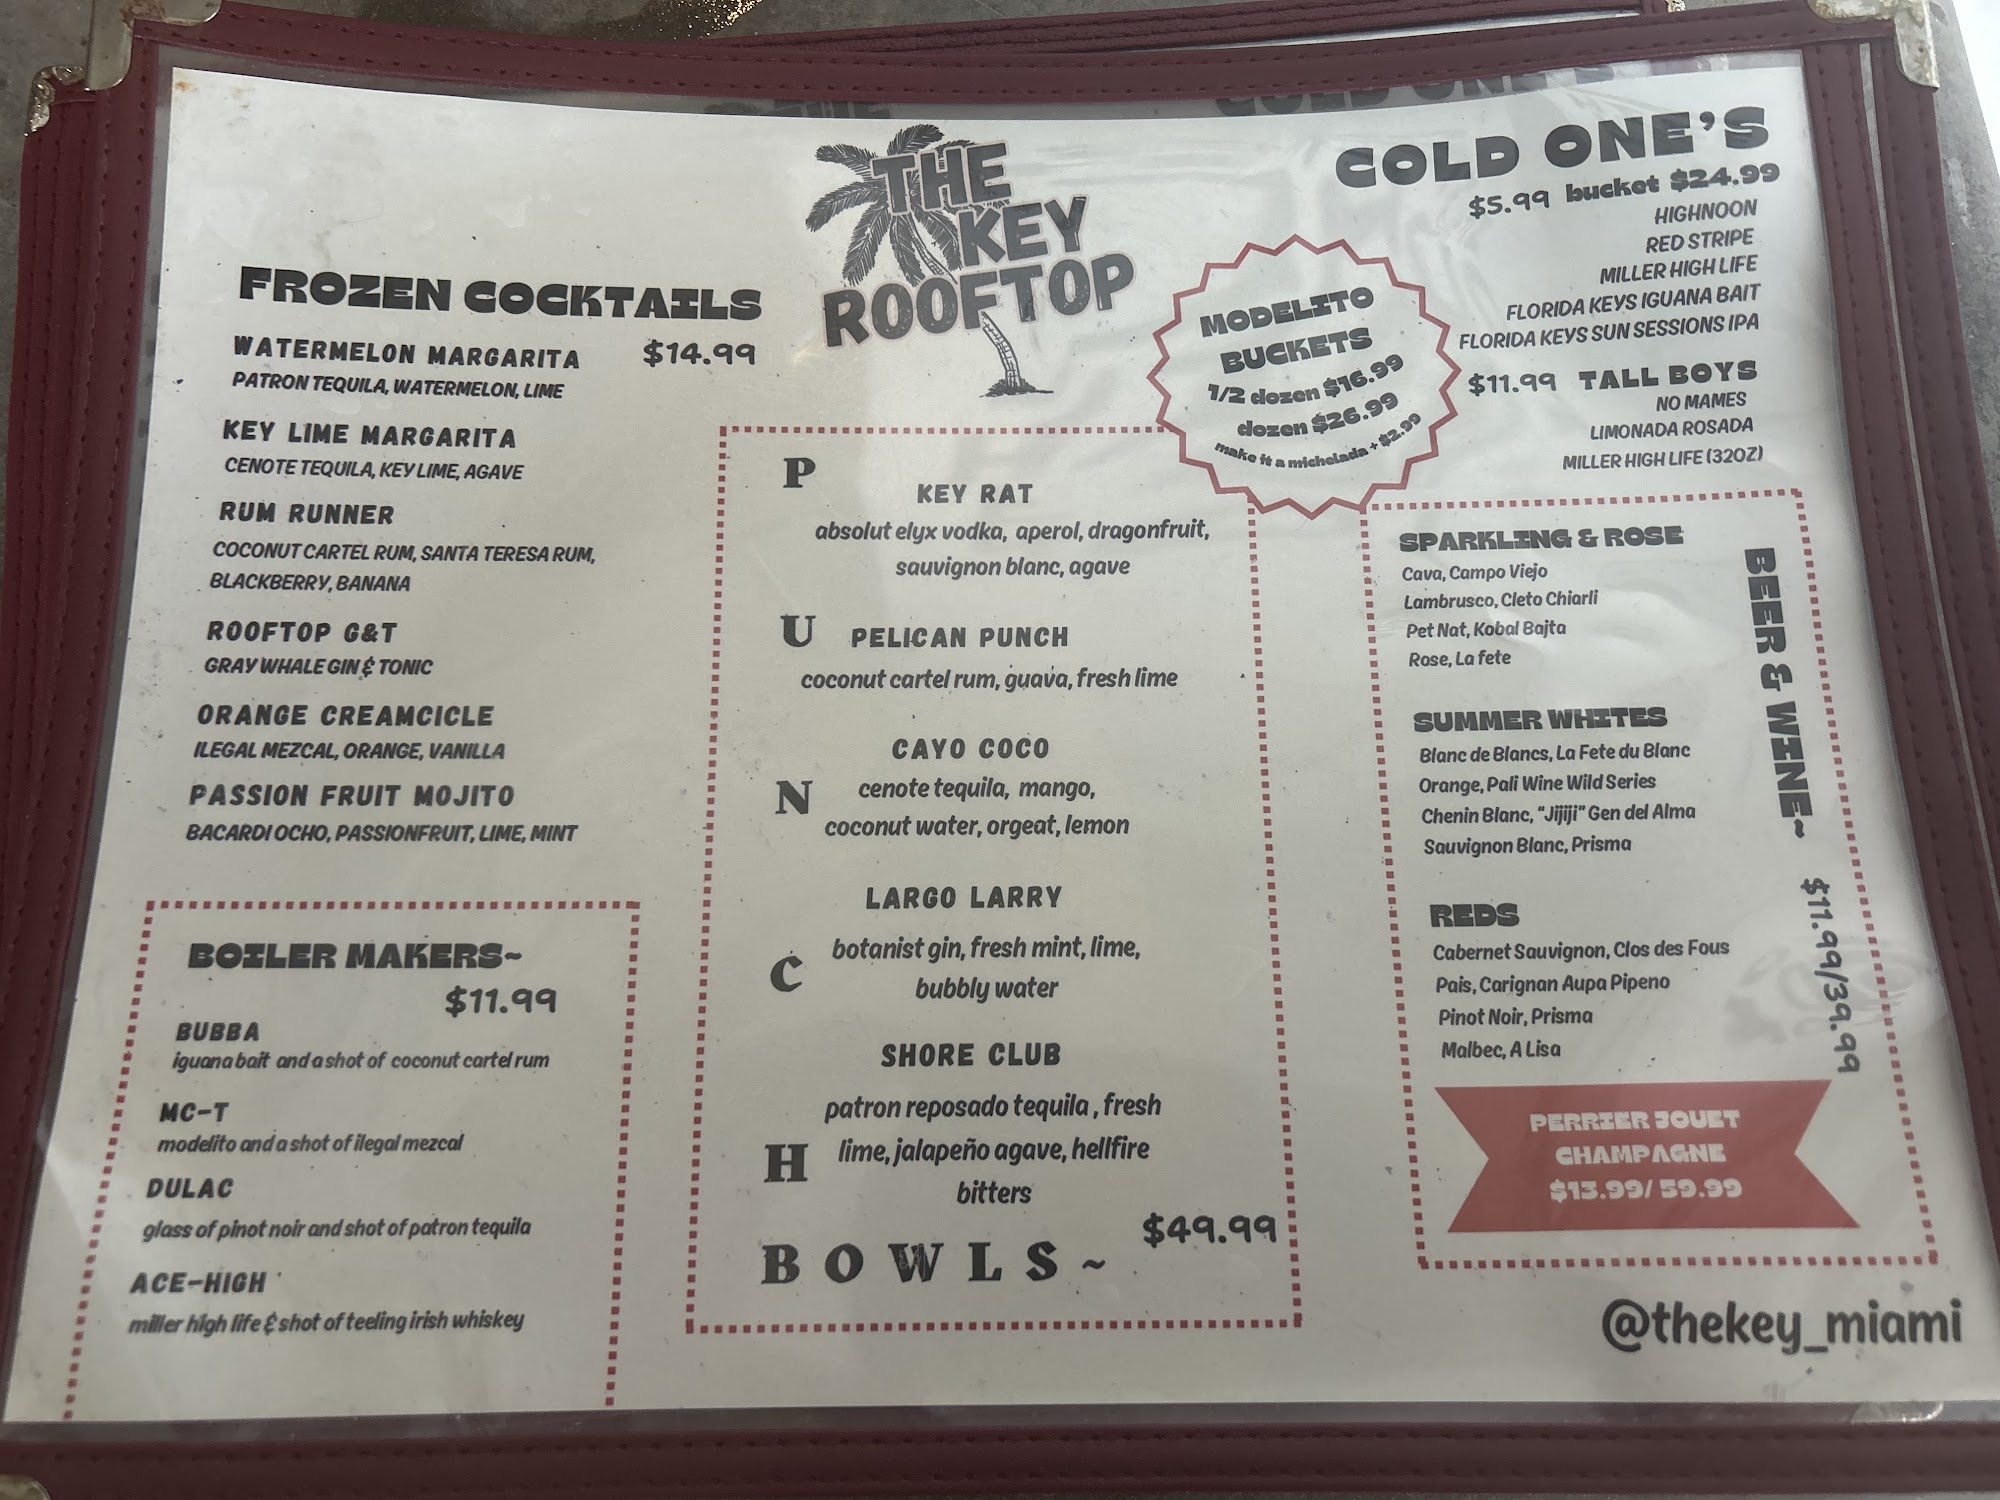 THE
KEY
ROOFTOP
FROZEN COCKTAILS
$14.99
WATERMELON MARGARITA
PATRON TEQUILA, WATERMELON, LIME
KEY LIME MARGARITA
CENOTE TEQUILA, KEY LIME, AGAVE
RUM RUNNER
COCONUT CARTEL RUM, SANTA TERESA RUM,
BLACKBERRY, BANANA
ROOFTOP G&T
GRAY WHALE GIN & TONIC
ORANGE CREAMCICLE
ILEGAL MEZCAL, ORANGE, VANILLA
PASSION FRUIT MOJITO
BACARDI OCHO, PASSIONFRUIT, LIME, MINT
BOILER MAKERS~
$11.99
BUBBA
iguana bait and a shot of coconut cartel rum
MC-T
modelito and a shot of ilegal mezcal
DULAC
glass of pinot noir and shot of patron tequila
ACE-HIGH
miller high life & shot of teeling irish whiskey
PUNCH
KEY RAT
absolut elyx vodka, aperol, dragonfruit,
sauvignon blanc, agave
PELICAN PUNCH
coconut cartel rum, guava, fresh lime
CAYO COCO
cenote tequila, mango,
coconut water, orgeat, lemon
LARGO LARRY
botanist gin, fresh mint, lime,
bubbly water
SHORE CLUB
patron reposado tequila, fresh
lime, jalapeño agave, hellfire
bitters
BOWLS~ $49.99
MODELITO
BUCKETS
1/2 dozen $16.99
dozen $26.99
make it a michelada + $2.99
COLD ONE'S
$5.99 bucket $24.99
HIGHNOON
RED STRIPE
MILLER HIGH LIFE
FLORIDA KEYS IGUANA BAIT
FLORIDA KEYS SUN SESSIONS IPA
$11.99 TALL BOYS
NO MAMES
LIMONADA ROSADA
MILLER HIGH LIFE (32OZ)
BEER & WINE~ $11.99/39.99
SPARKLING & ROSE
Cava, Campo Viejo
Lambrusco, Cleto Chiarli
Pet Nat, Kobal Bajta
Rose, La fete
SUMMER WHITES
Blanc de Blancs, La Fete du Blanc
Orange, Pali Wine Wild Series
Chenin Blanc, "Jijiji" Gen del Alma
Sauvignon Blanc, Prisma
REDS
Cabernet Sauvignon, Clos des Fous
Pais, Carignan Aupa Pipeno
Pinot Noir, Prisma
Malbec, A Lisa
PERRIER JOUET
CHAMPAGNE
$13.99/ 59.99
@thekey_miami